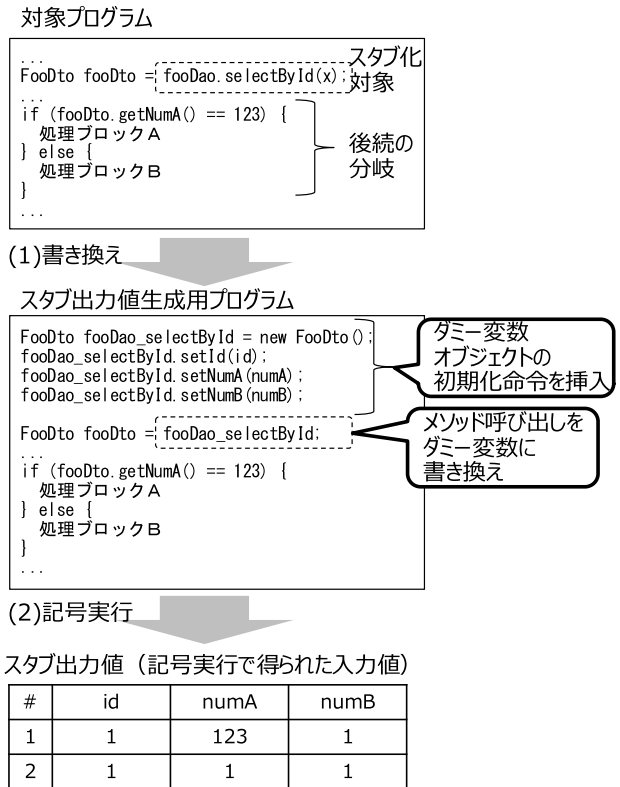 対象プログラム
...
FooDto fooDto = fooDao.selectById(x);
スタブ化
対象
...
if (fooDto.getNumA() == 123) {
処理ブロックA
} else {
処理ブロックB
}
...
後続の
分岐
(1)書き換え
スタブ出力値生成用プログラム
FooDto fooDao_selectById = new FooDto();
fooDao_selectById.setId(id);
fooDao_selectById.setNumA(numA);
fooDao_selectById.setNumB(numB);
ダミー変数
オブジェクトの
初期化命令を挿入
FooDto fooDto = fooDao_selectById;
メソッド呼び出しを
ダミー変数に
書き換え
...
if (fooDto.getNumA() == 123) {
処理ブロックA
} else {
処理ブロックB
}
...
(2)記号実行
スタブ出力値（記号実行で得られた入力値）
# id numA numB
1 1 123 1
2 1 1 1